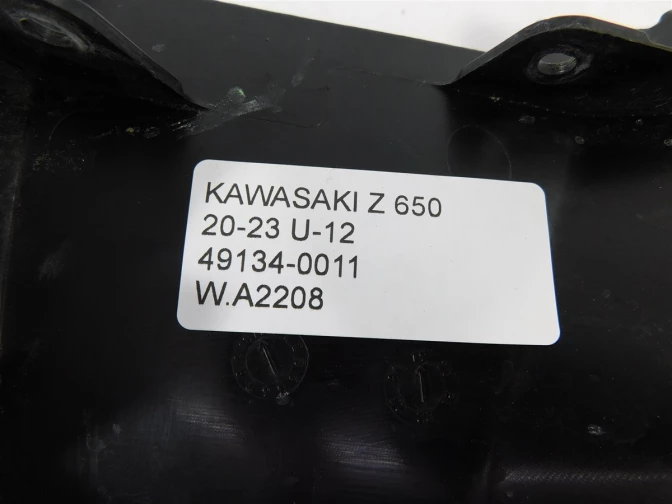 KAWASAKI Z 650
20-23 U-12
49134-0011
W.A2208